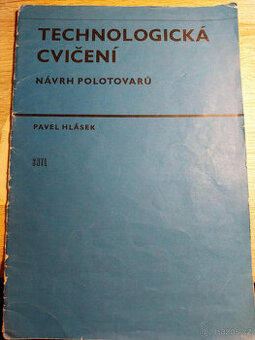 TECHNOLOGICKÁ
CVIČENÍ
NÁVRH POLOTOVARŮ
PAVEL HLÁSEK
SNTL